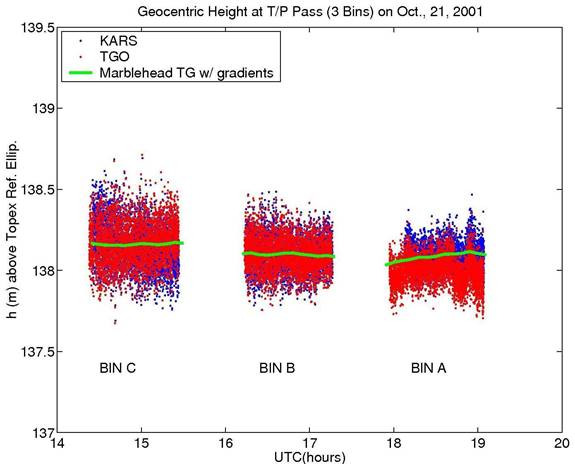 Geocentric Height at T/P Pass (3 Bins) on Oct., 21, 2001
139.5
KARS
TGO
Marblehead TG w/ gradients
139
138.5
138
137.5
137
h (m) above Topex Ref. Ellip.
BIN C
BIN B
BIN A
14
15
16
17
18
19
20
UTC(hours)